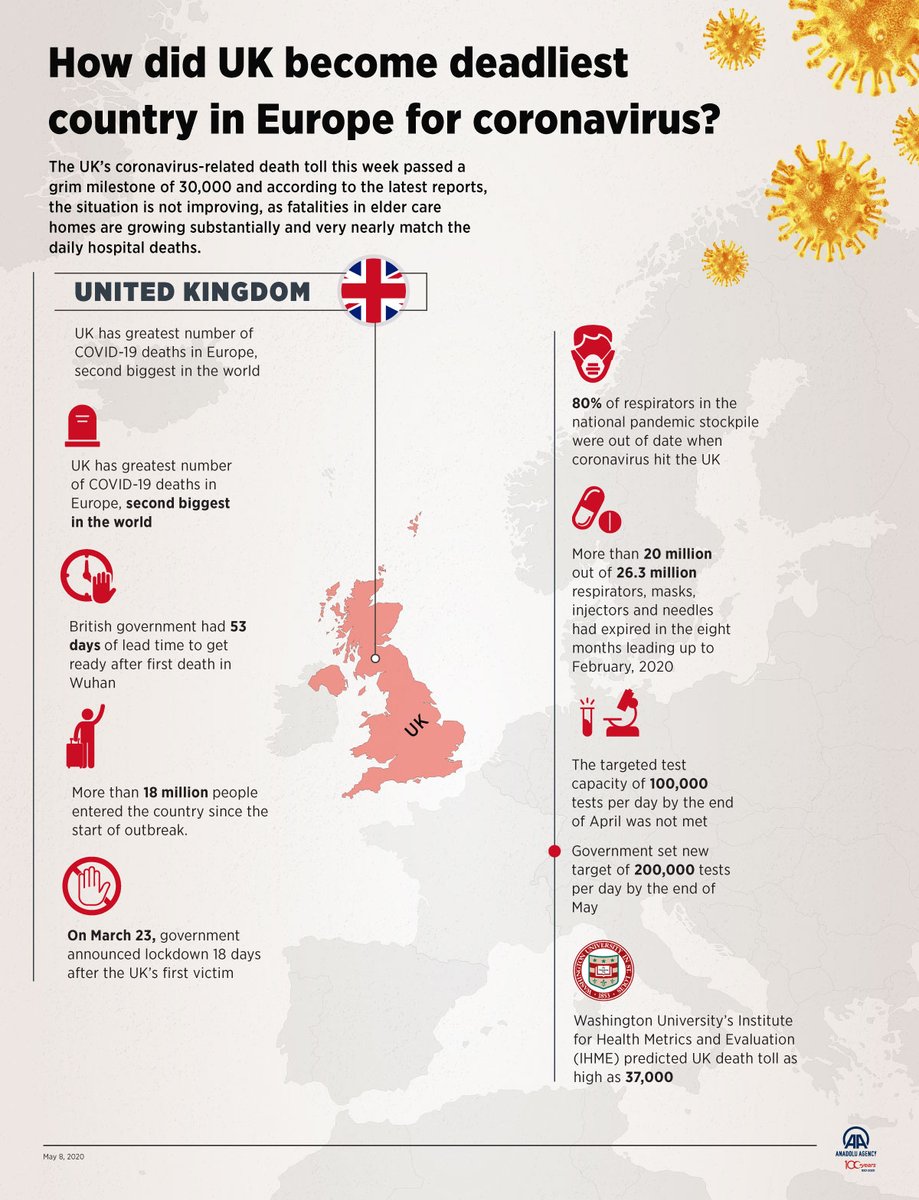 How did UK become deadliest
country in Europe for coronavirus?
The UK's coronavirus-related death toll this week passed a
grim milestone of 30,000 and according to the latest reports,
the situation is not improving, as fatalities in elder care
homes are growing substantially and very nearly match the
daily hospital deaths.
UNITED KINGDOM
UK has greatest number of
COVID-19 deaths in Europe,
second biggest in the world
UK has greatest number
of COVID-19 deaths in
Europe, second biggest
in the world
British government had 53
days of lead time to get
ready after first death in
Wuhan
More than 18 million people
entered the country since the
start of outbreak.
On March 23, government
announced lockdown 18 days
after the UK's first victim
UK
80% of respirators in the
national pandemic stockpile
were out of date when
coronavirus hit the UK
More than 20 million
out of 26.3 million
respirators, masks,
injectors and needles
had expired in the eight
months leading up to
February, 2020
The targeted test
capacity of 100,000
tests per day by the end
of April was not met
Government set new
target of 200,000 tests
per day by the end of
May
WASHINGTON UNIVERSITY IN ST. LOUIS
1853
Washington University's Institute
for Health Metrics and Evaluation
(IHME) predicted UK death toll as
high as 37,000
May 8, 2020
AA
ANADOLU AGENCY
100 years